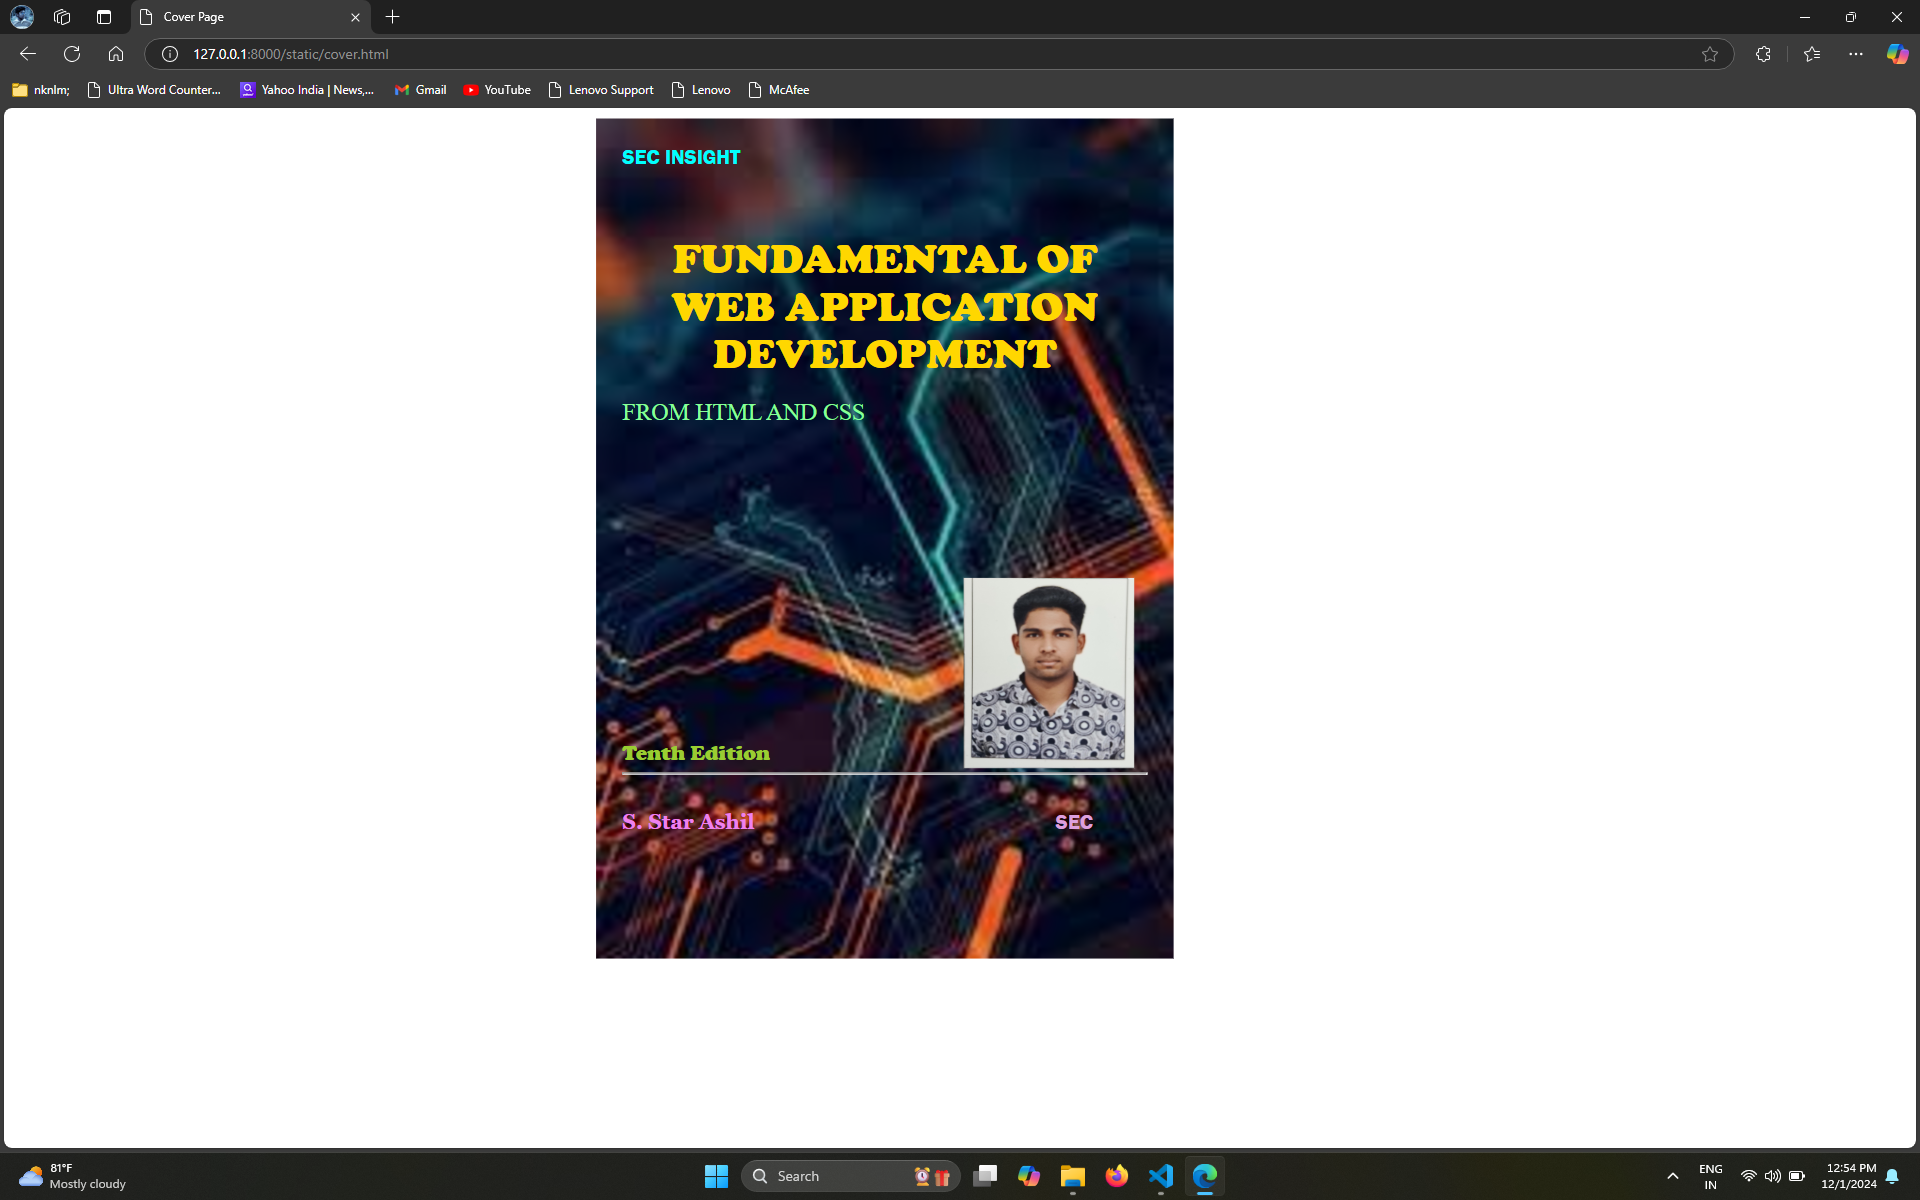 Cover Page
127.0.0.1:8000/static/cover.html
nknlm;
Ultra Word Counter...
Yahoo India | News,...
Gmail
YouTube
Lenovo Support
Lenovo
McAfee
SEC INSIGHT
FUNDAMENTAL OF
WEB APPLICATION
DEVELOPMENT
FROM HTML AND CSS
Tenth Edition
S. Star Ashil
SEC
81°F
Mostly cloudy
Search
ENG
IN
12:54 PM
12/1/2024